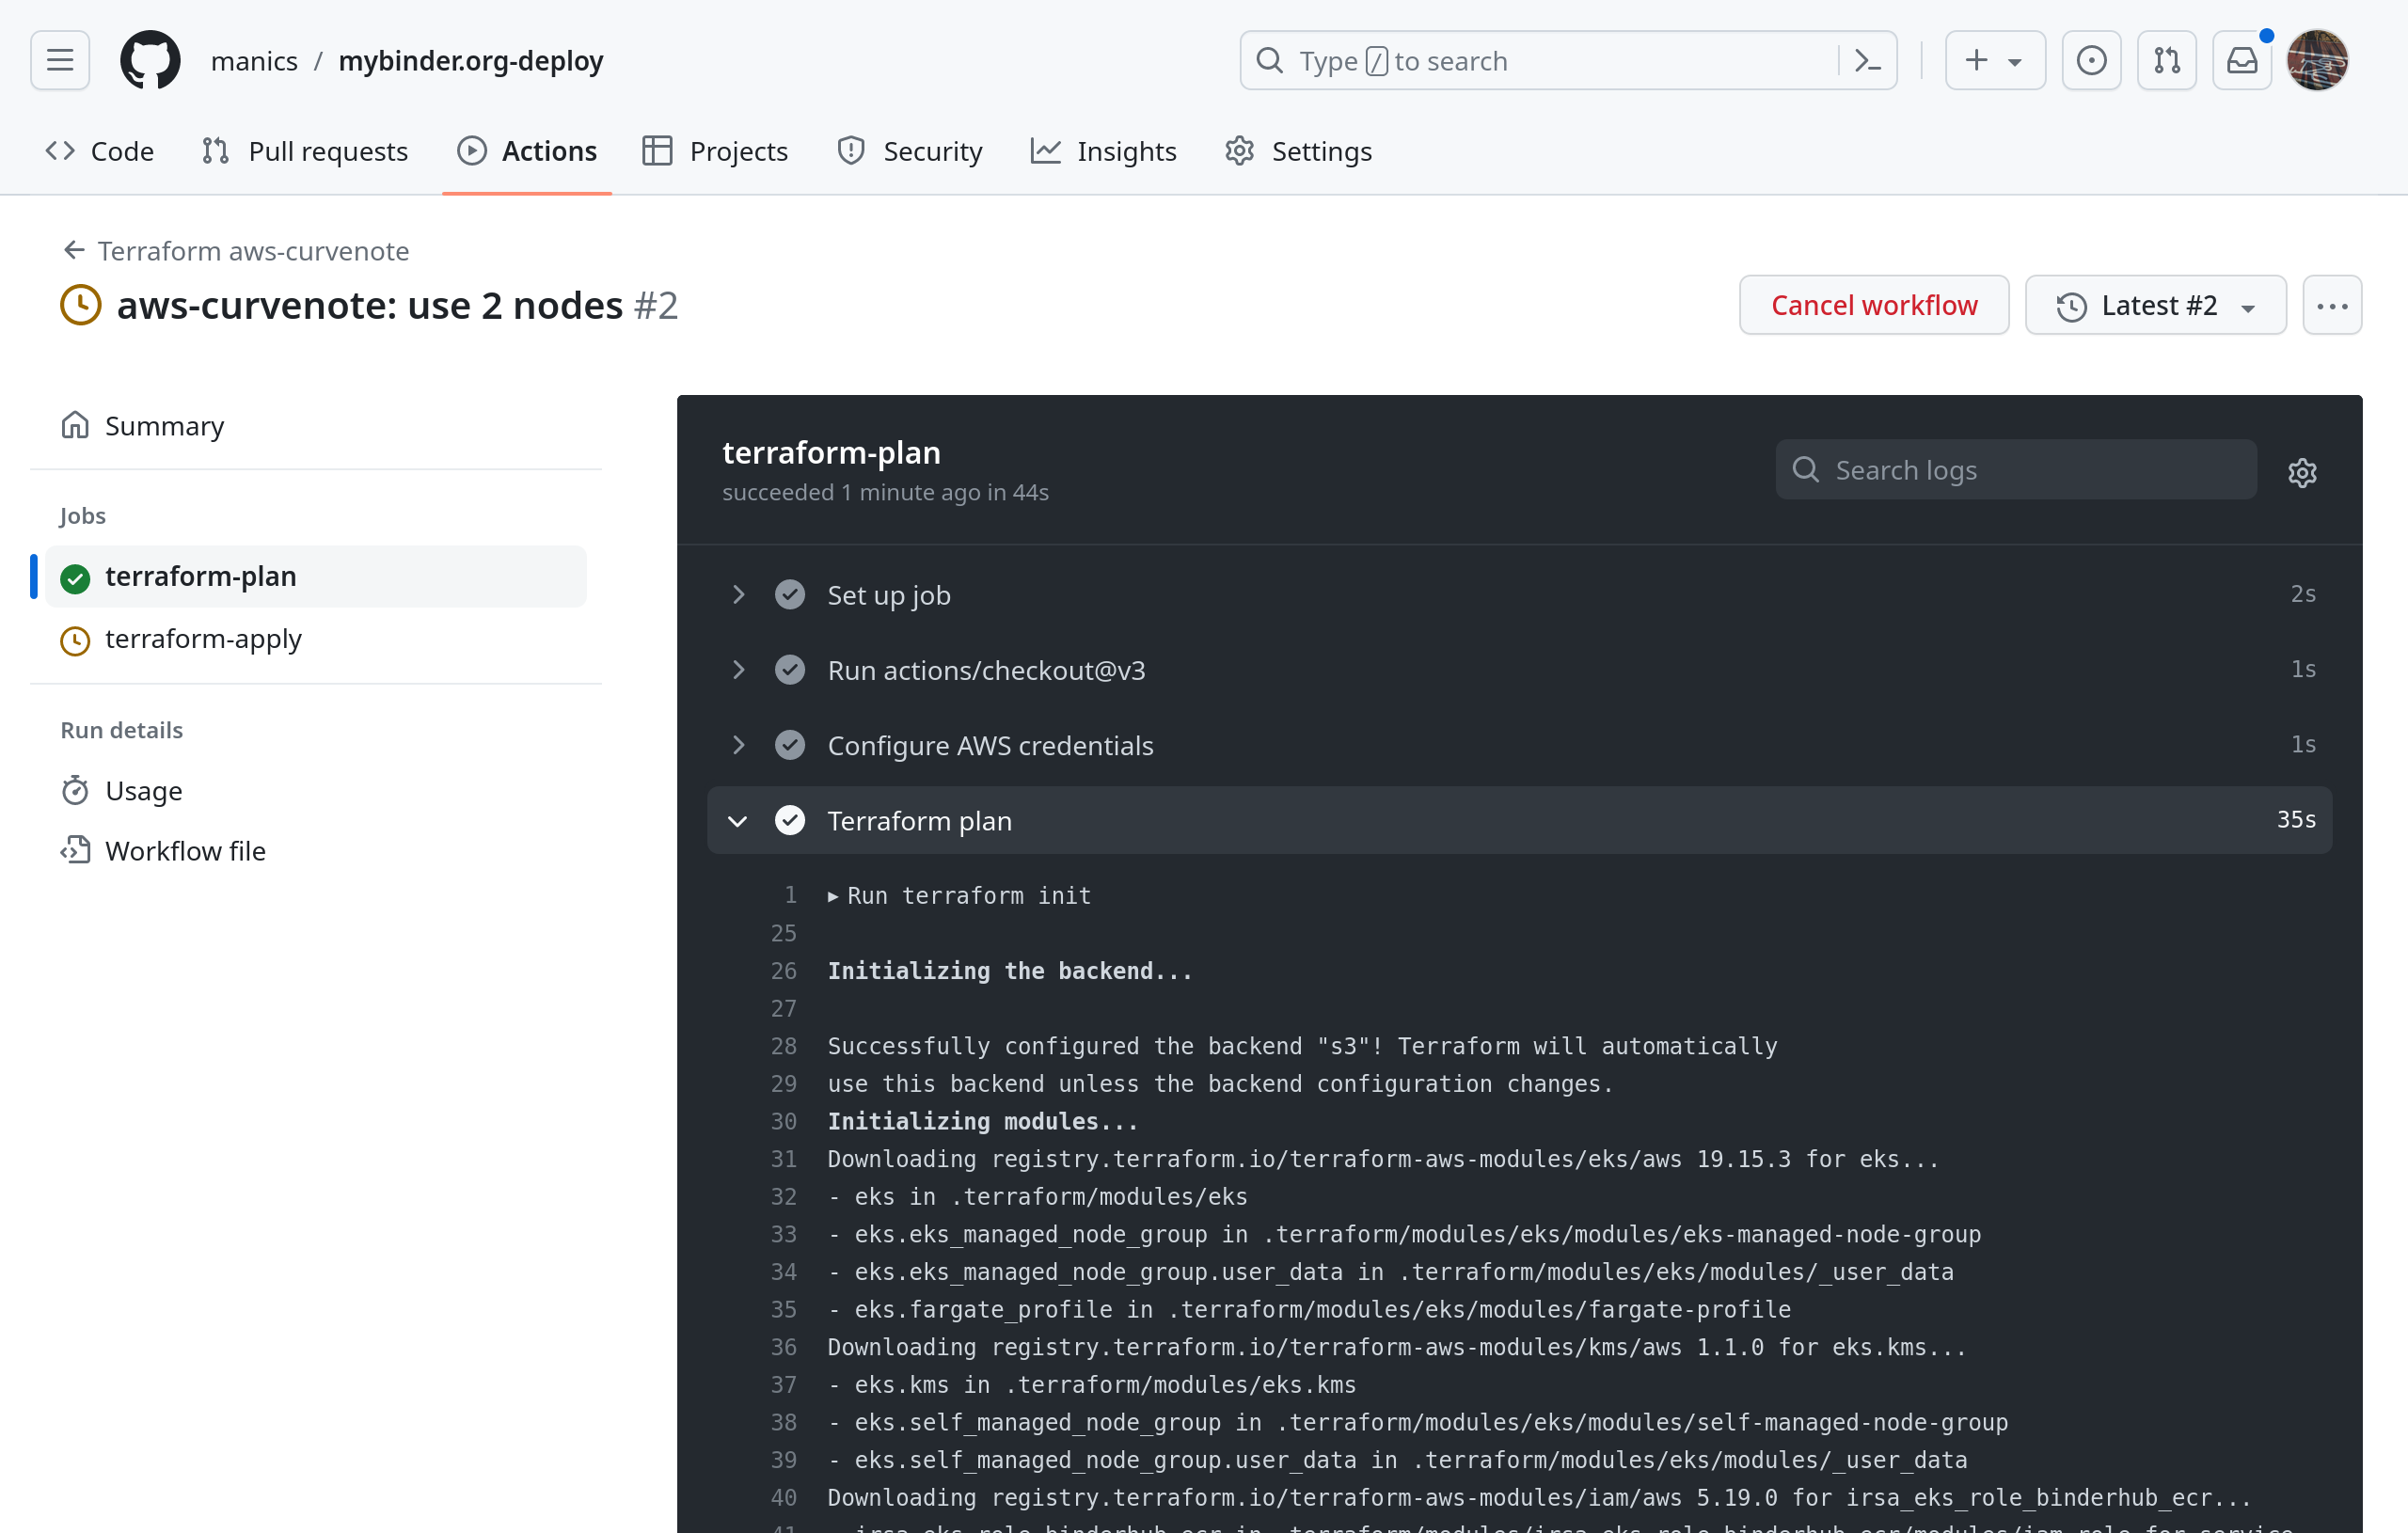 manics / mybinder.org-deploy
Type / to search
Code Pull requests Actions Projects Security Insights Settings
Terraform aws-curvenote
aws-curvenote: use 2 nodes #2
Cancel workflow
Latest #2
Summary
Jobs
terraform-plan
terraform-apply
Run details
Usage
Workflow file
terraform-plan
succeeded 1 minute ago in 44s
Search logs
Set up job 2s
Run actions/checkout@v3 1s
Configure AWS credentials 1s
Terraform plan 35s
1 Run terraform init
25
26 Initializing the backend...
27
28 Successfully configured the backend "s3"! Terraform will automatically
29 use this backend unless the backend configuration changes.
30 Initializing modules...
31 Downloading registry.terraform.io/terraform-aws-modules/eks/aws 19.15.3 for eks...
32 - eks in .terraform/modules/eks
33 - eks.eks_managed_node_group in .terraform/modules/eks/modules/eks-managed-node-group
34 - eks.eks_managed_node_group.user_data in .terraform/modules/eks/modules/_user_data
35 - eks.fargate_profile in .terraform/modules/eks/modules/fargate-profile
36 Downloading registry.terraform.io/terraform-aws-modules/kms/aws 1.1.0 for eks.kms...
37 - eks.kms in .terraform/modules/eks.kms
38 - eks.self_managed_node_group in .terraform/modules/eks/modules/self-managed-node-group
39 - eks.self_managed_node_group.user_data in .terraform/modules/eks/modules/_user_data
40 Downloading registry.terraform.io/terraform-aws-modules/iam/aws 5.19.0 for irsa_eks_role_binderhub_ecr...